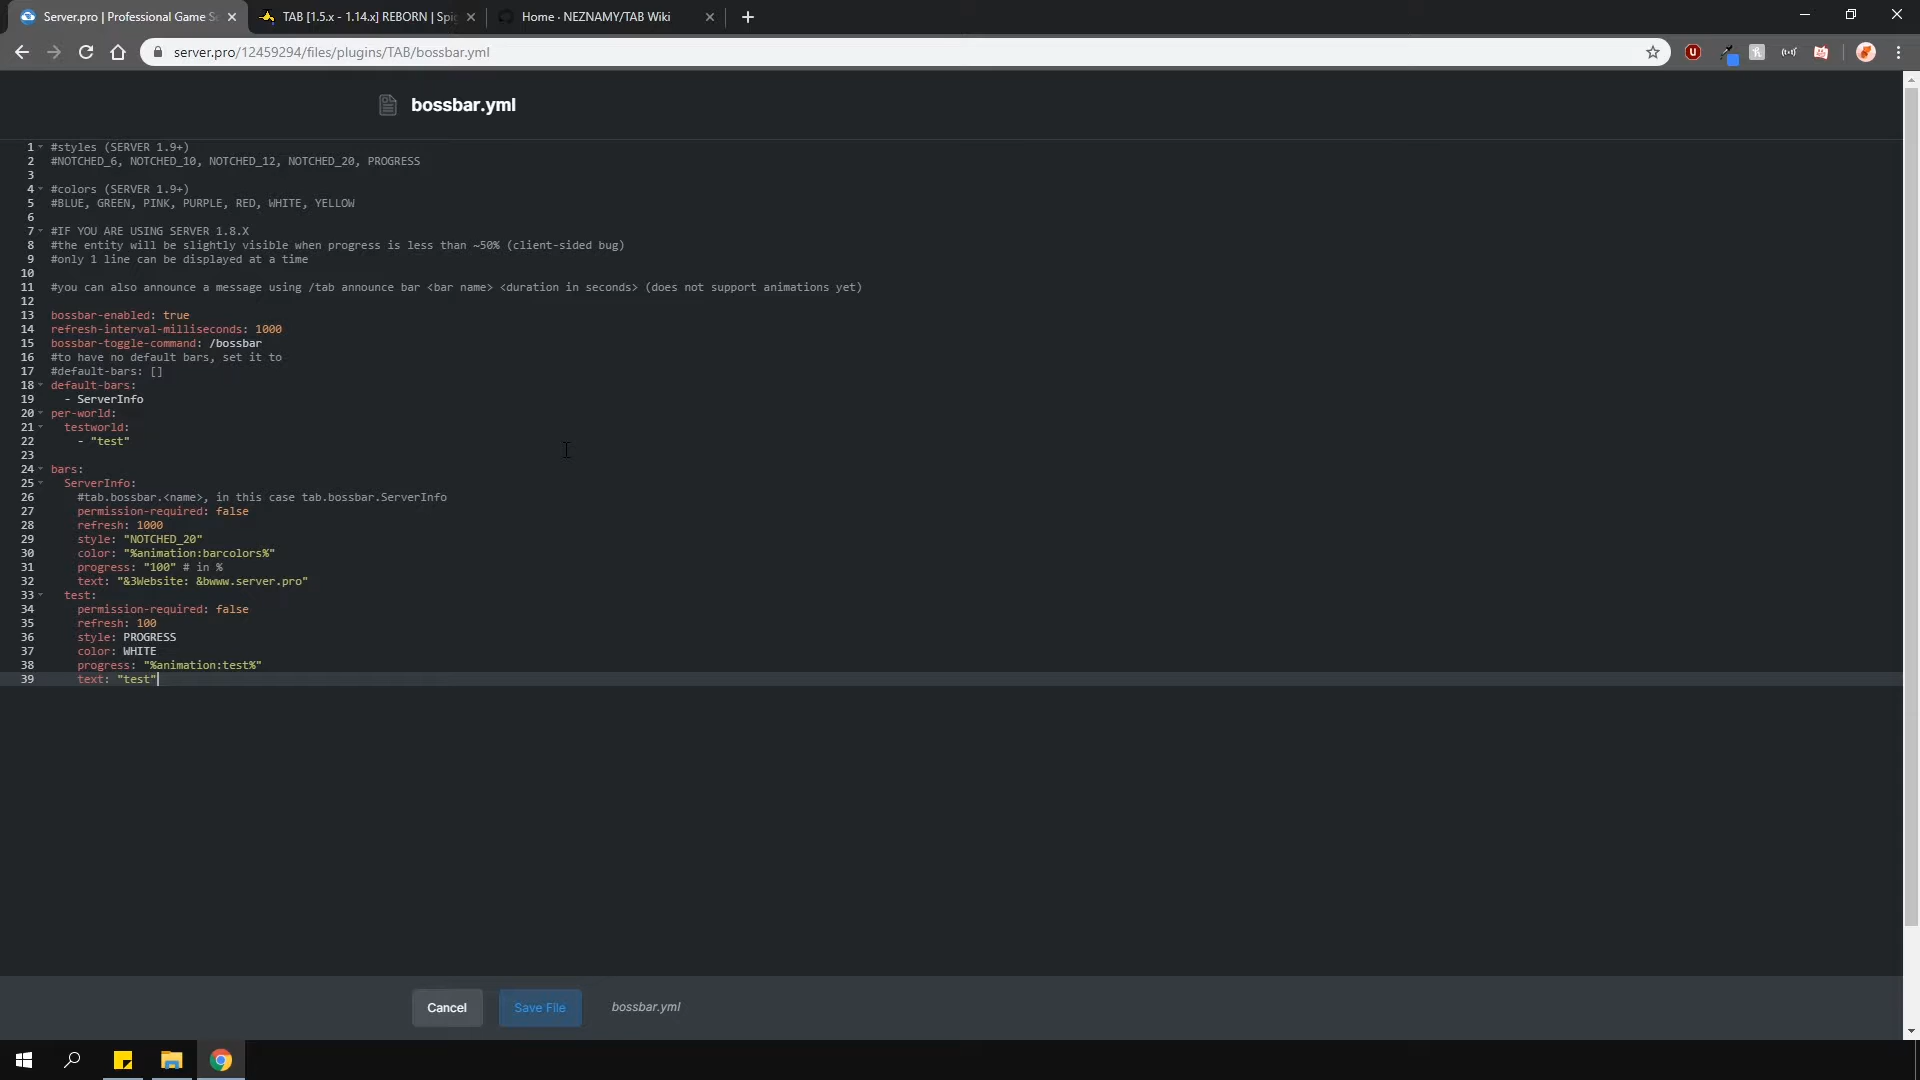 Server.pro | Professional Game S
TAB [1.5.x - 1.14.x] REBORN | Spi
Home · NEZNAMY/TAB Wiki
server.pro/12459294/files/plugins/TAB/bossbar.yml
bossbar.yml
1 #styles (SERVER 1.9+)
2 #NOTCHED_6, NOTCHED_10, NOTCHED_12, NOTCHED_20, PROGRESS
3
4 #colors (SERVER 1.9+)
5 #BLUE, GREEN, PINK, PURPLE, RED, WHITE, YELLOW
6
7 #IF YOU ARE USING SERVER 1.8.X
8 #the entity will be slightly visible when progress is less than ~50% (client-sided bug)
9 #only 1 line can be displayed at a time
10
11 #you can also announce a message using /tab announce bar <bar name> <duration in seconds> (does not support animations yet)
12
13 bossbar-enabled: true
14 refresh-interval-milliseconds: 1000
15 bossbar-toggle-command: /bossbar
16 #to have no default bars, set it to
17 #default-bars: []
18 default-bars:
19 - ServerInfo
20 per-world:
21 testworld:
22 - "test"
23
24 bars:
25 ServerInfo:
26 #tab.bossbar.<name>, in this case tab.bossbar.ServerInfo
27 permission-required: false
28 refresh: 1000
29 style: "NOTCHED_20"
30 color: "%animation:barcolors%"
31 progress: "100" # in %
32 text: "&3Website: &bwww.server.pro"
33 test:
34 permission-required: false
35 refresh: 100
36 style: PROGRESS
37 color: WHITE
38 progress: "%animation:test%"
39 text: "test"
Cancel
Save File
bossbar.yml